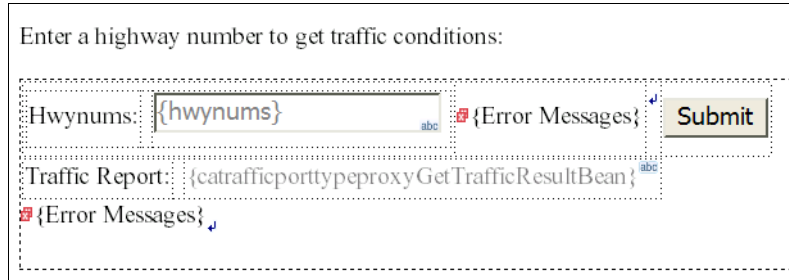 Enter a highway number to get traffic conditions:
Hwynums: {hwynums} abc {Error Messages} Submit
Traffic Report: {catrafficporttypeproxyGetTrafficResultBean} abc
{Error Messages}